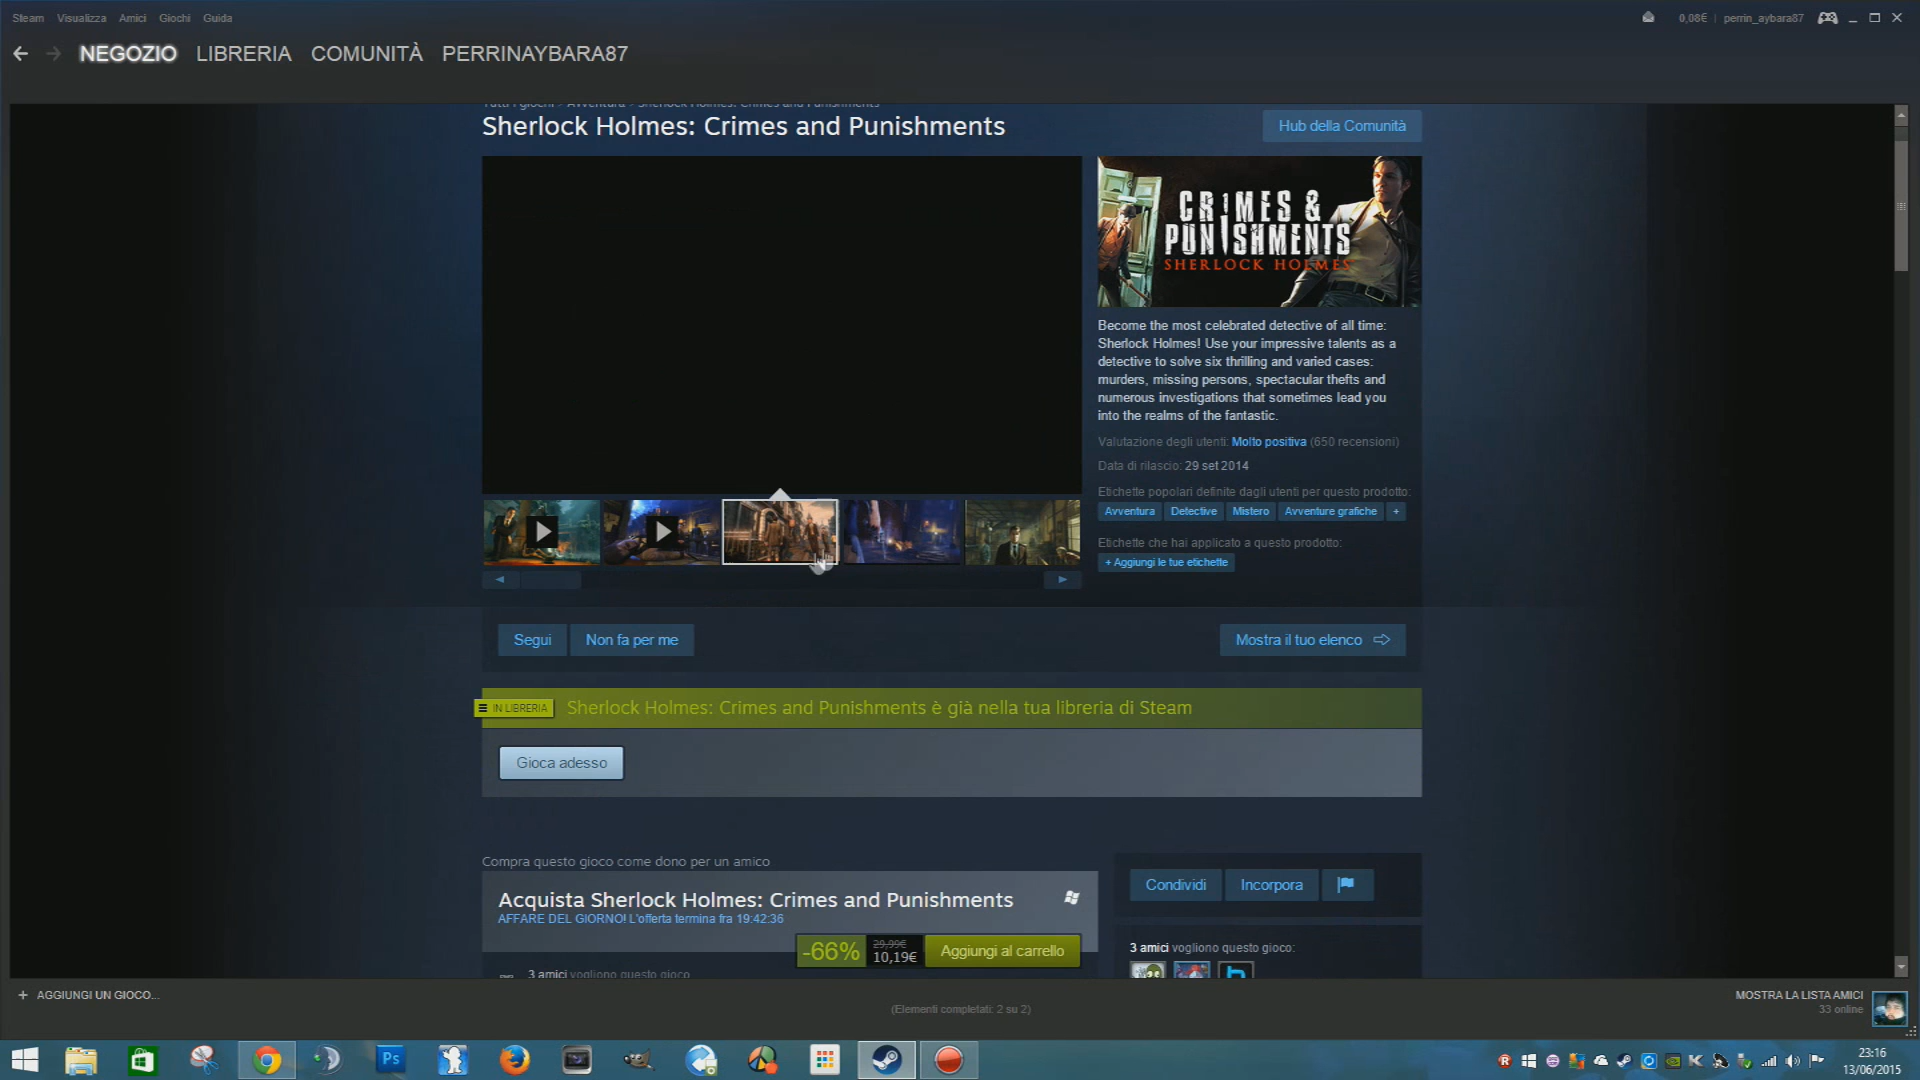 Steam Visualizza Amici Giochi Guida
0,08€ | perrin_aybara87
NEGOZIO LIBRERIA COMUNITÀ PERRINAYBARA87
Tutti i giochi > Avventura > Sherlock Holmes: Crimes and Punishments
Sherlock Holmes: Crimes and Punishments
Hub della Comunità
CRIMES &
PUNISHMENTS
SHERLOCK HOLMES
Become the most celebrated detective of all time:
Sherlock Holmes! Use your impressive talents as a
detective to solve six thrilling and varied cases:
murders, missing persons, spectacular thefts and
numerous investigations that sometimes lead you
into the realms of the fantastic.
Valutazione degli utenti: Molto positiva (650 recensioni)
Data di rilascio: 29 set 2014
Etichette popolari definite dagli utenti per questo prodotto:
Avventura Detective Mistero Avventure grafiche +
Etichette che hai applicato a questo prodotto:
+ Aggiungi le tue etichette
Segui Non fa per me Mostra il tuo elenco
IN LIBRERIA Sherlock Holmes: Crimes and Punishments è già nella tua libreria di Steam
Gioca adesso
Compra questo gioco come dono per un amico
Acquista Sherlock Holmes: Crimes and Punishments
AFFARE DEL GIORNO! L'offerta termina fra 19:42:36
-66% 29,99€ 10,19€ Aggiungi al carrello
3 amici vogliono questo gioco
Condividi Incorpora
3 amici vogliono questo gioco:
+ AGGIUNGI UN GIOCO...
(Elementi completati: 2 su 2)
MOSTRA LA LISTA AMICI
33 online
Ps
23:16
13/06/2015